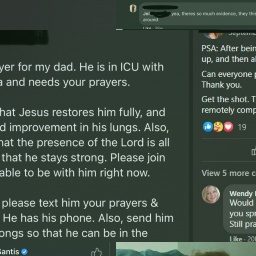 yea, theres so much evidence, they thin
around
yer for my dad. He is in ICU with
a and needs your prayers.
hat Jesus restores him fully, and
d improvement in his lungs. Also,
hat the presence of the Lord is all
that he stays strong. Please join
able to be with him right now.
please text him your prayers &
He has his phone. Also, send him
ongs so that he can be in the
Santis
PSA: After bein
up, and then al
Can everyone p
Thank you.
Get the shot. T
remotely comp
19
View 5 more c
Wendy
Would
you sp
Still pra
Like